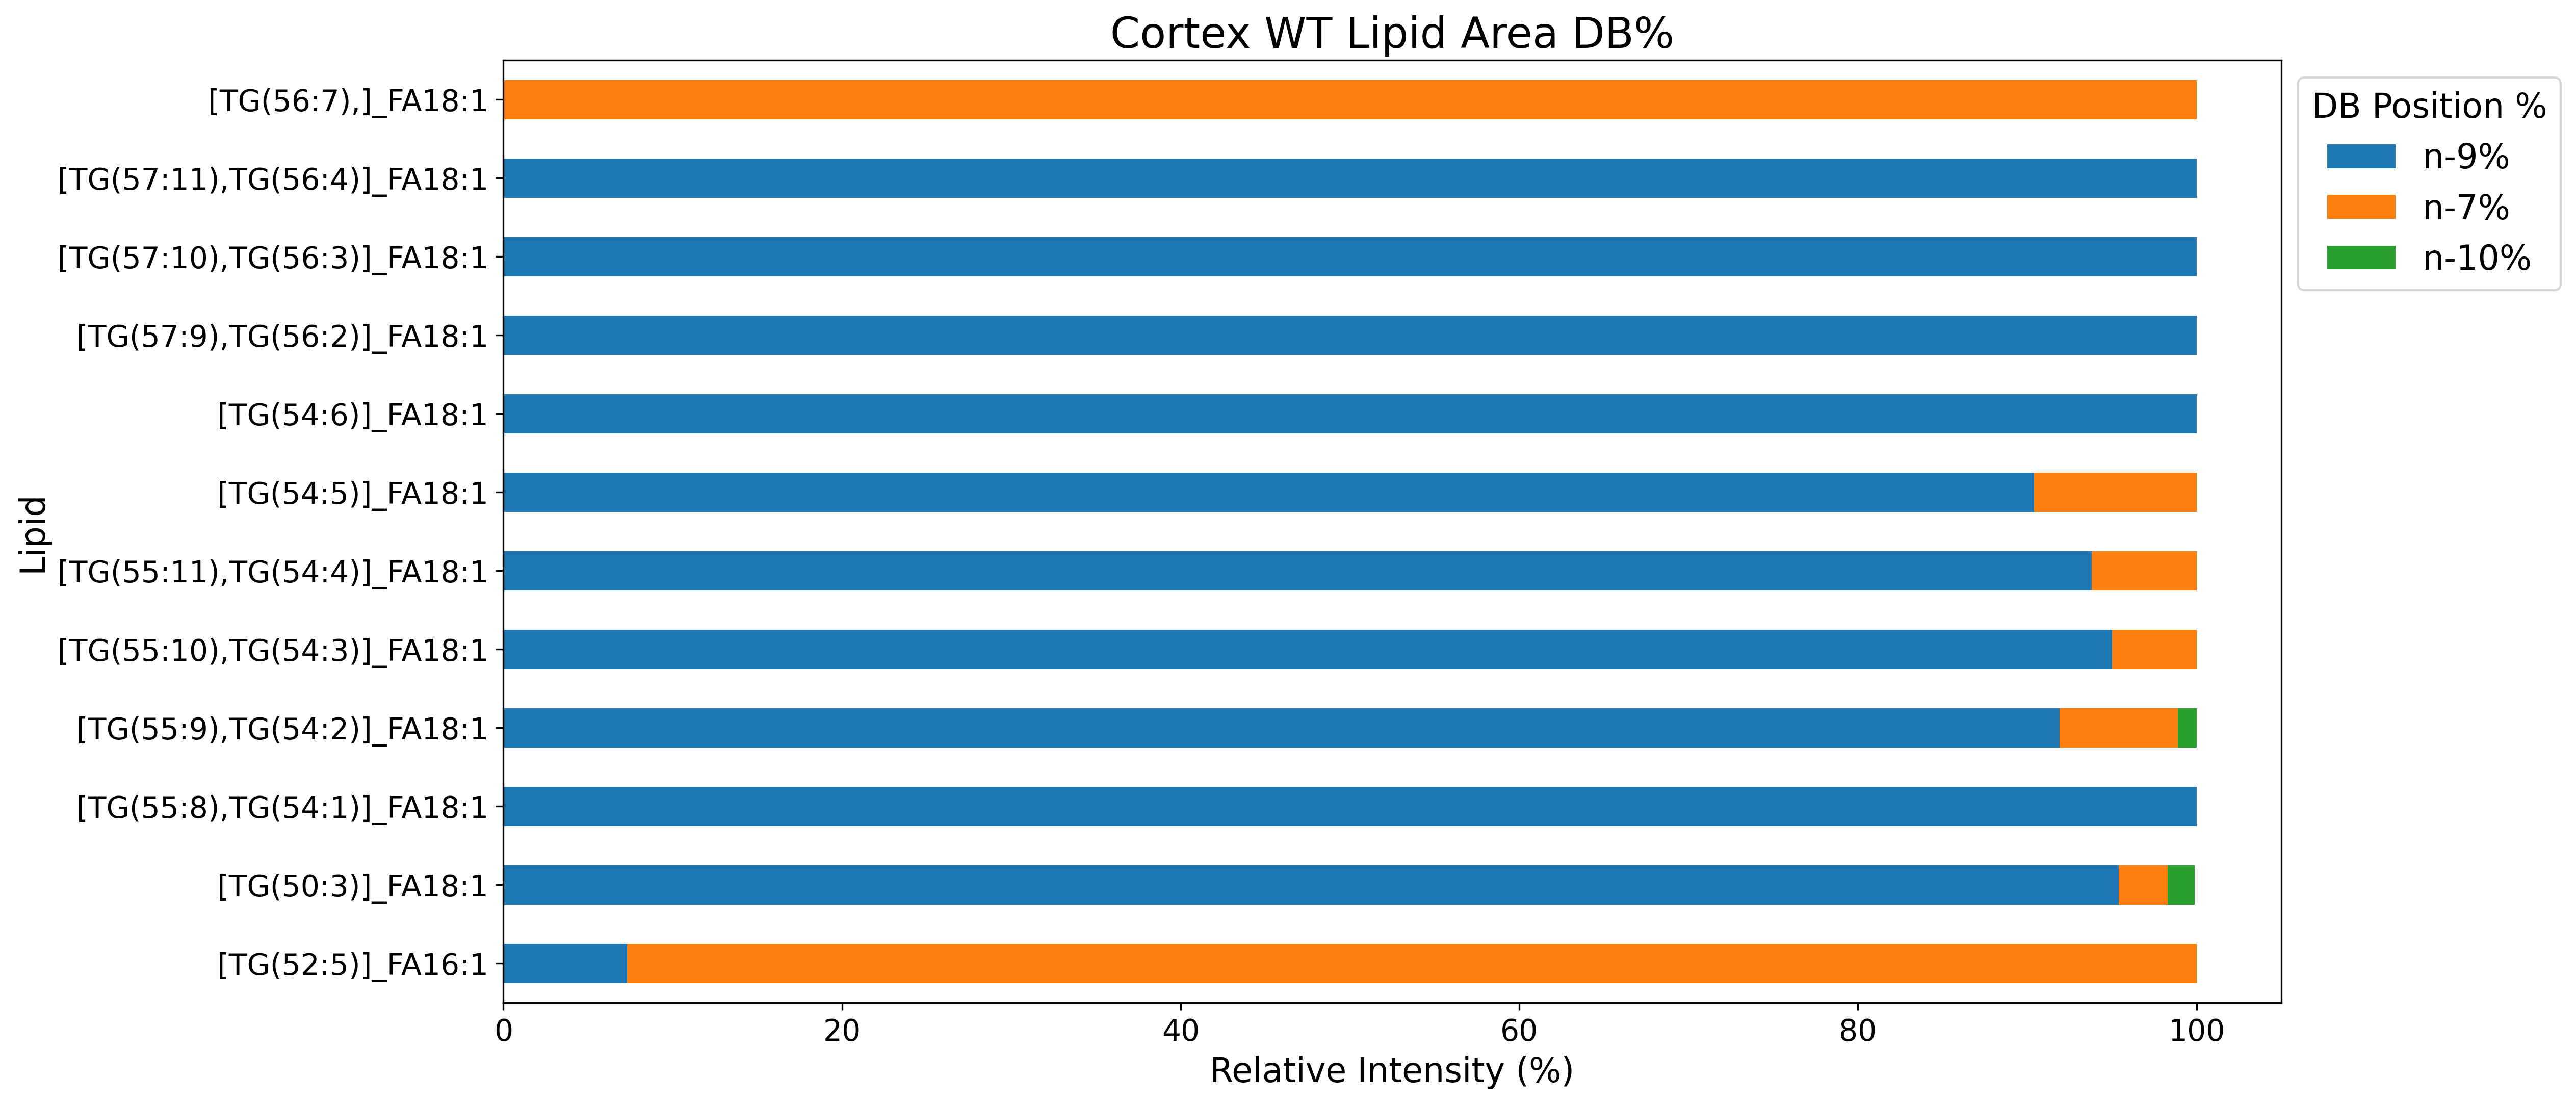 Cortex WT Lipid Area DB%
[TG(56:7),]_FA18:1
[TG(57:11),TG(56:4)]_FA18:1
[TG(57:10),TG(56:3)]_FA18:1
[TG(57:9),TG(56:2)]_FA18:1
[TG(54:6)]_FA18:1
[TG(54:5)]_FA18:1
[TG(55:11),TG(54:4)]_FA18:1
[TG(55:10),TG(54:3)]_FA18:1
[TG(55:9),TG(54:2)]_FA18:1
[TG(55:8),TG(54:1)]_FA18:1
[TG(50:3)]_FA18:1
[TG(52:5)]_FA16:1
Lipid
0 20 40 60 80 100
Relative Intensity (%)
DB Position %
n-9%
n-7%
n-10%